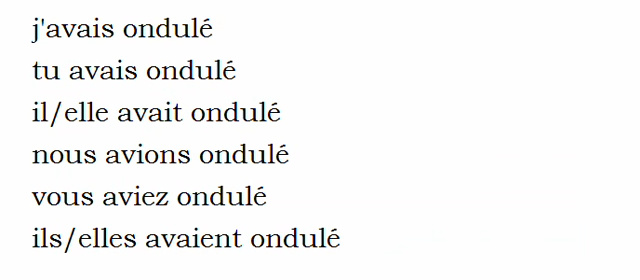 j'avais ondulé
tu avais ondulé
il/elle avait ondulé
nous avions ondulé
vous aviez ondulé
ils/elles avaient ondulé